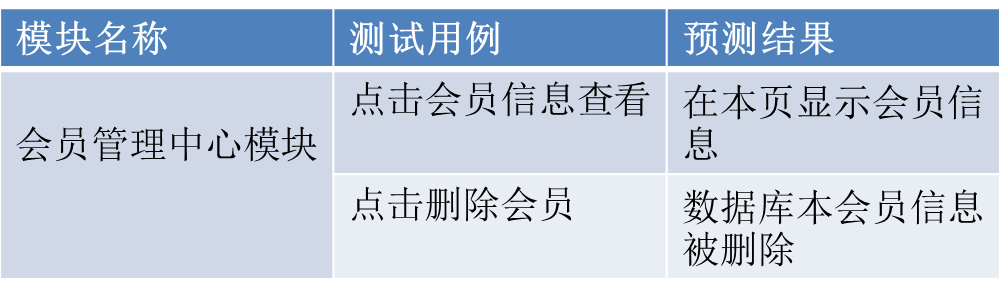 模块名称 测试用例 预测结果
会员管理中心模块
点击会员信息查看
在本页显示会员信
息
点击删除会员
数据库本会员信息
被删除